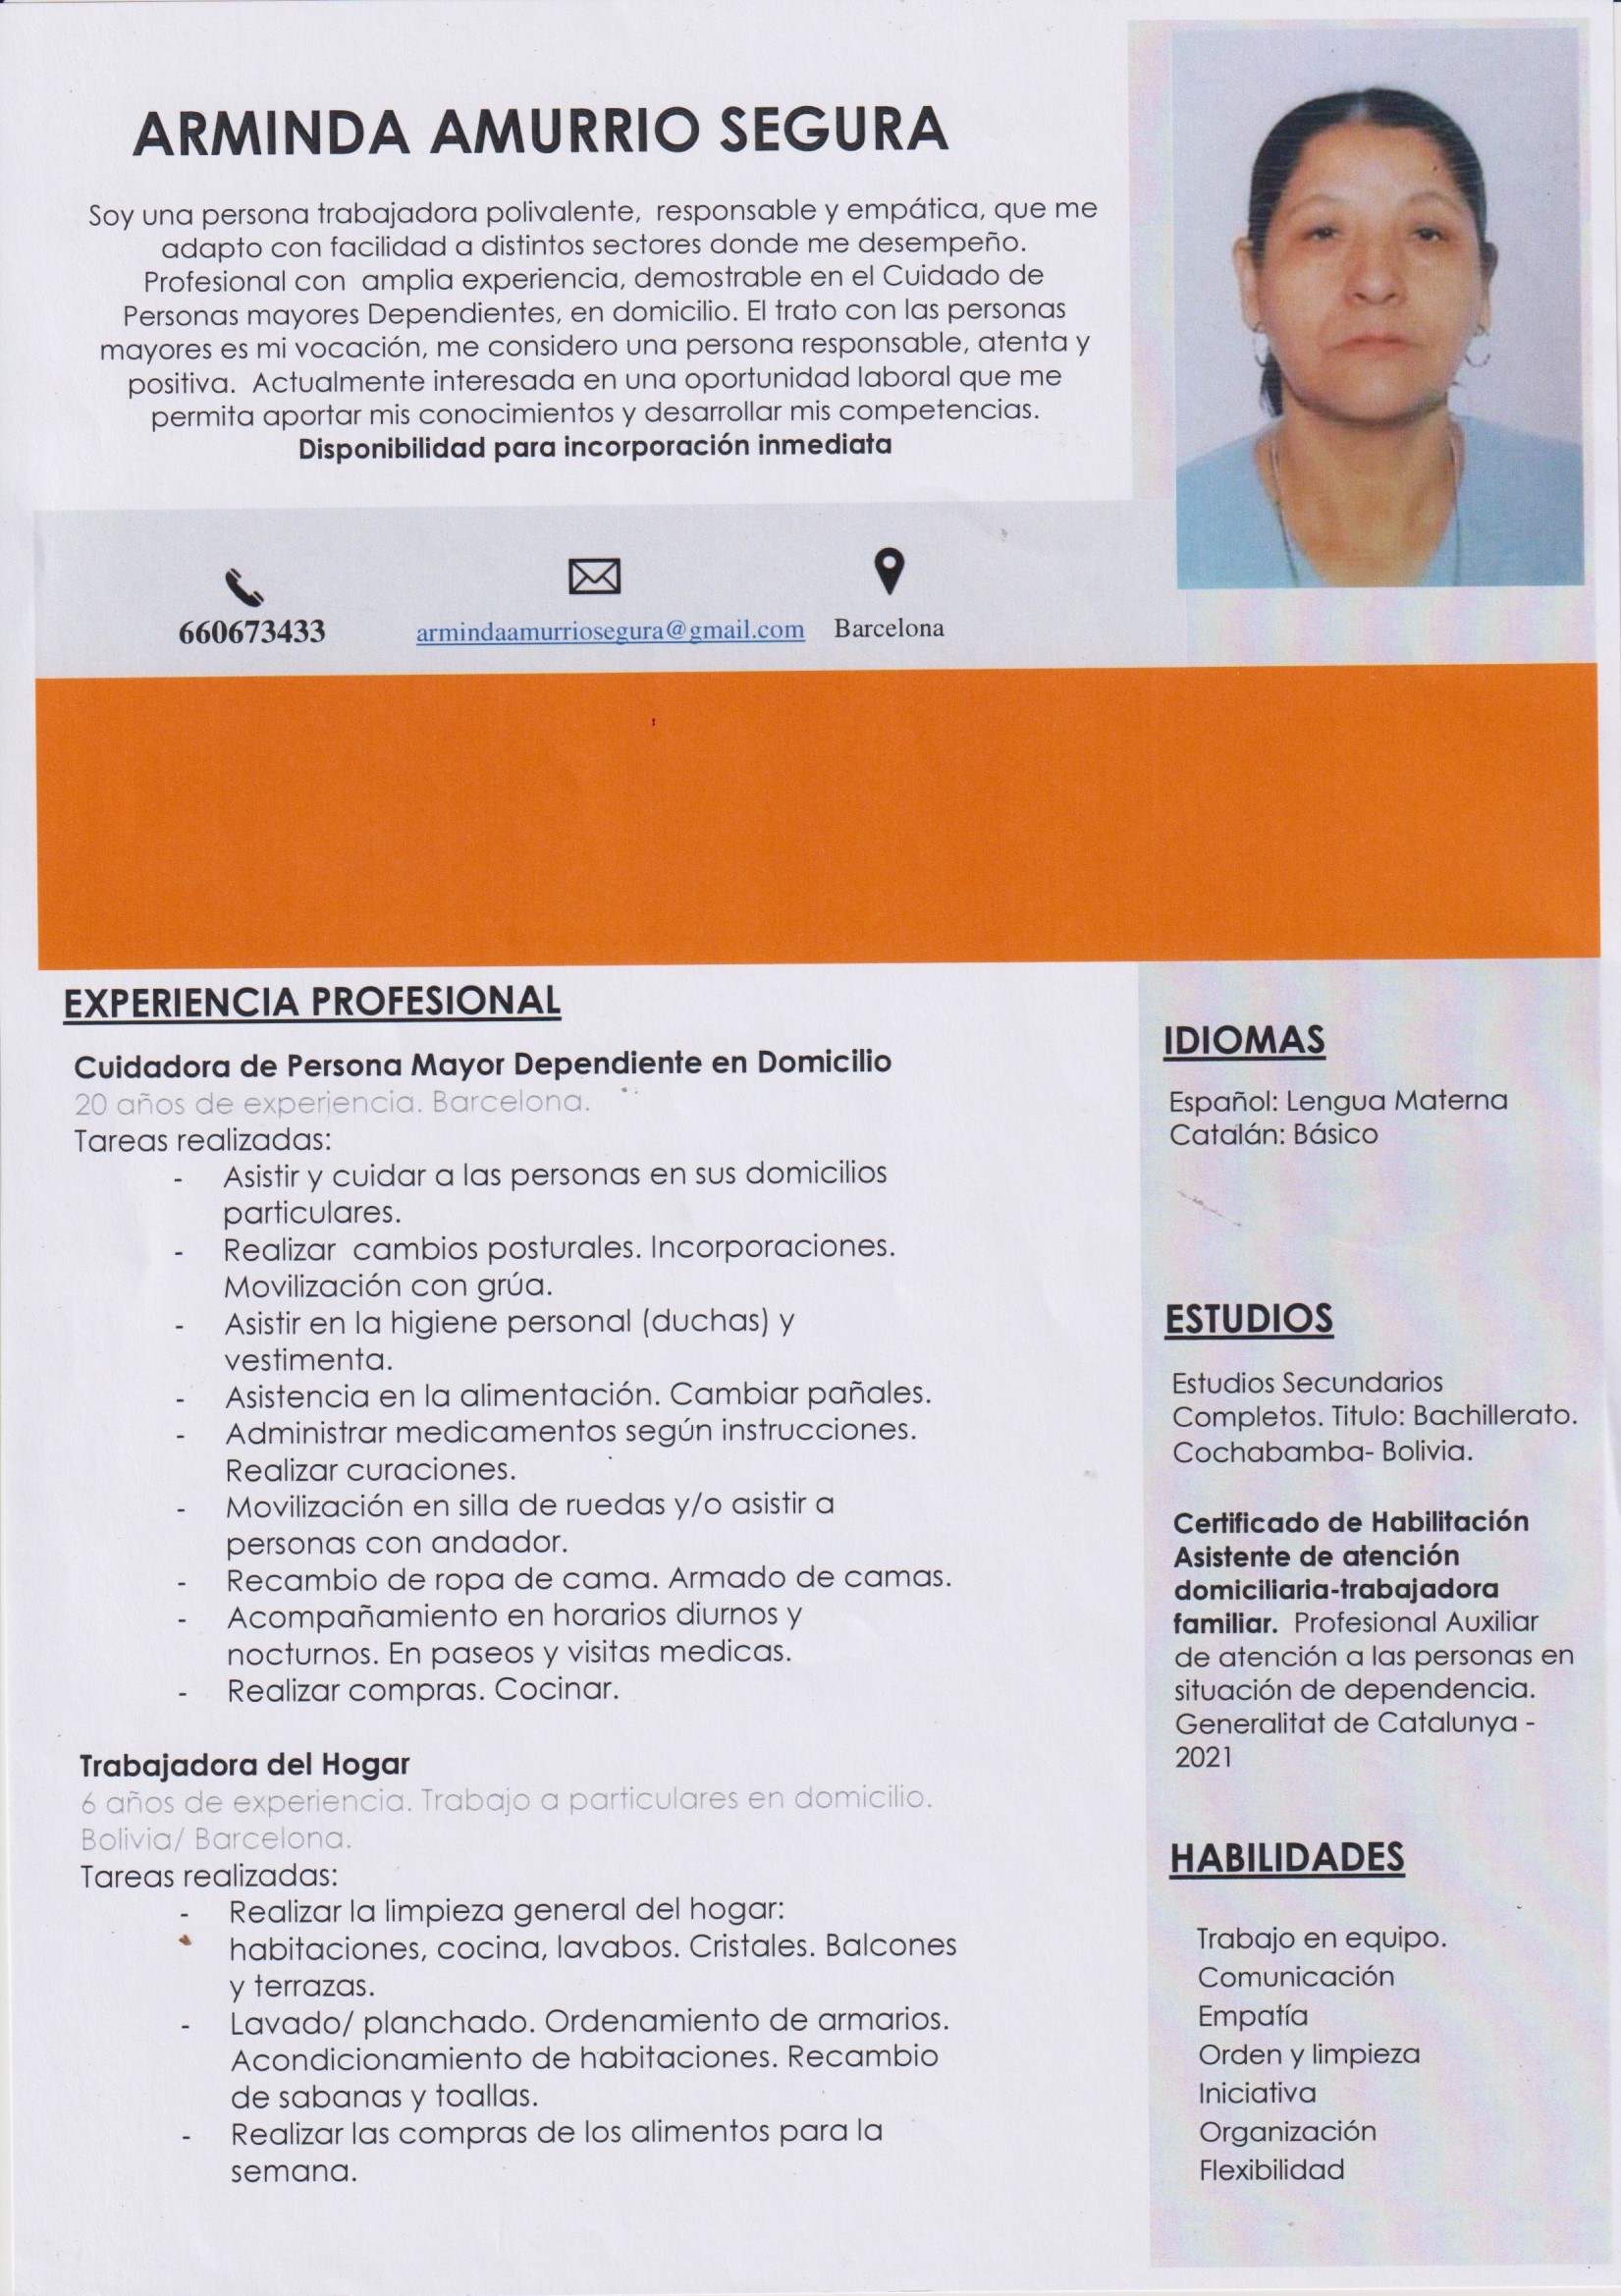 ARMINDA AMURRIO SEGURA
Soy una persona trabajadora polivalente, responsable y empática, que me
adapto con facilidad a distintos sectores donde me desempeño.
Profesional con amplia experiencia, demostrable en el Cuidado de
Personas mayores Dependientes, en domicilio. El trato con las personas
mayores es mi vocación, me considero una persona responsable, atenta y
positiva. Actualmente interesada en una oportunidad laboral que me
permita aportar mis conocimientos y desarrollar mis competencias.
Disponibilidad para incorporación inmediata
660673433
armindaamurriosegura@gmail.com
Barcelona
EXPERIENCIA PROFESIONAL
Cuidadora de Persona Mayor Dependiente en Domicilio
20 años de experiencia. Barcelona.
Tareas realizadas:
- Asistir y cuidar a las personas en sus domicilios
particulares.
- Realizar cambios posturales. Incorporaciones.
Movilización con grúa.
- Asistir en la higiene personal (duchas) y
vestimenta.
- Asistencia en la alimentación. Cambiar pañales.
- Administrar medicamentos según instrucciones.
Realizar curaciones.
- Movilización en silla de ruedas y/o asistir a
personas con andador.
- Recambio de ropa de cama. Armado de camas.
- Acompañamiento en horarios diurnos y
nocturnos. En paseos y visitas medicas.
- Realizar compras. Cocinar.
Trabajadora del Hogar
6 años de experiencia. Trabajo a particulares en domicilio.
Bolivia/ Barcelona.
Tareas realizadas:
- Realizar la limpieza general del hogar:
habitaciones, cocina, lavabos. Cristales. Balcones
y terrazas.
- Lavado/ planchado. Ordenamiento de armarios.
Acondicionamiento de habitaciones. Recambio
de sabanas y toallas.
- Realizar las compras de los alimentos para la
semana.
IDIOMAS
Español: Lengua Materna
Catalán: Básico
ESTUDIOS
Estudios Secundarios
Completos. Titulo: Bachillerato.
Cochabamba- Bolivia.
Certificado de Habilitación
Asistente de atención
domiciliaria-trabajadora
familiar. Profesional Auxiliar
de atención a las personas en
situación de dependencia.
Generalitat de Catalunya -
2021
HABILIDADES
Trabajo en equipo.
Comunicación
Empatía
Orden y limpieza
Iniciativa
Organización
Flexibilidad